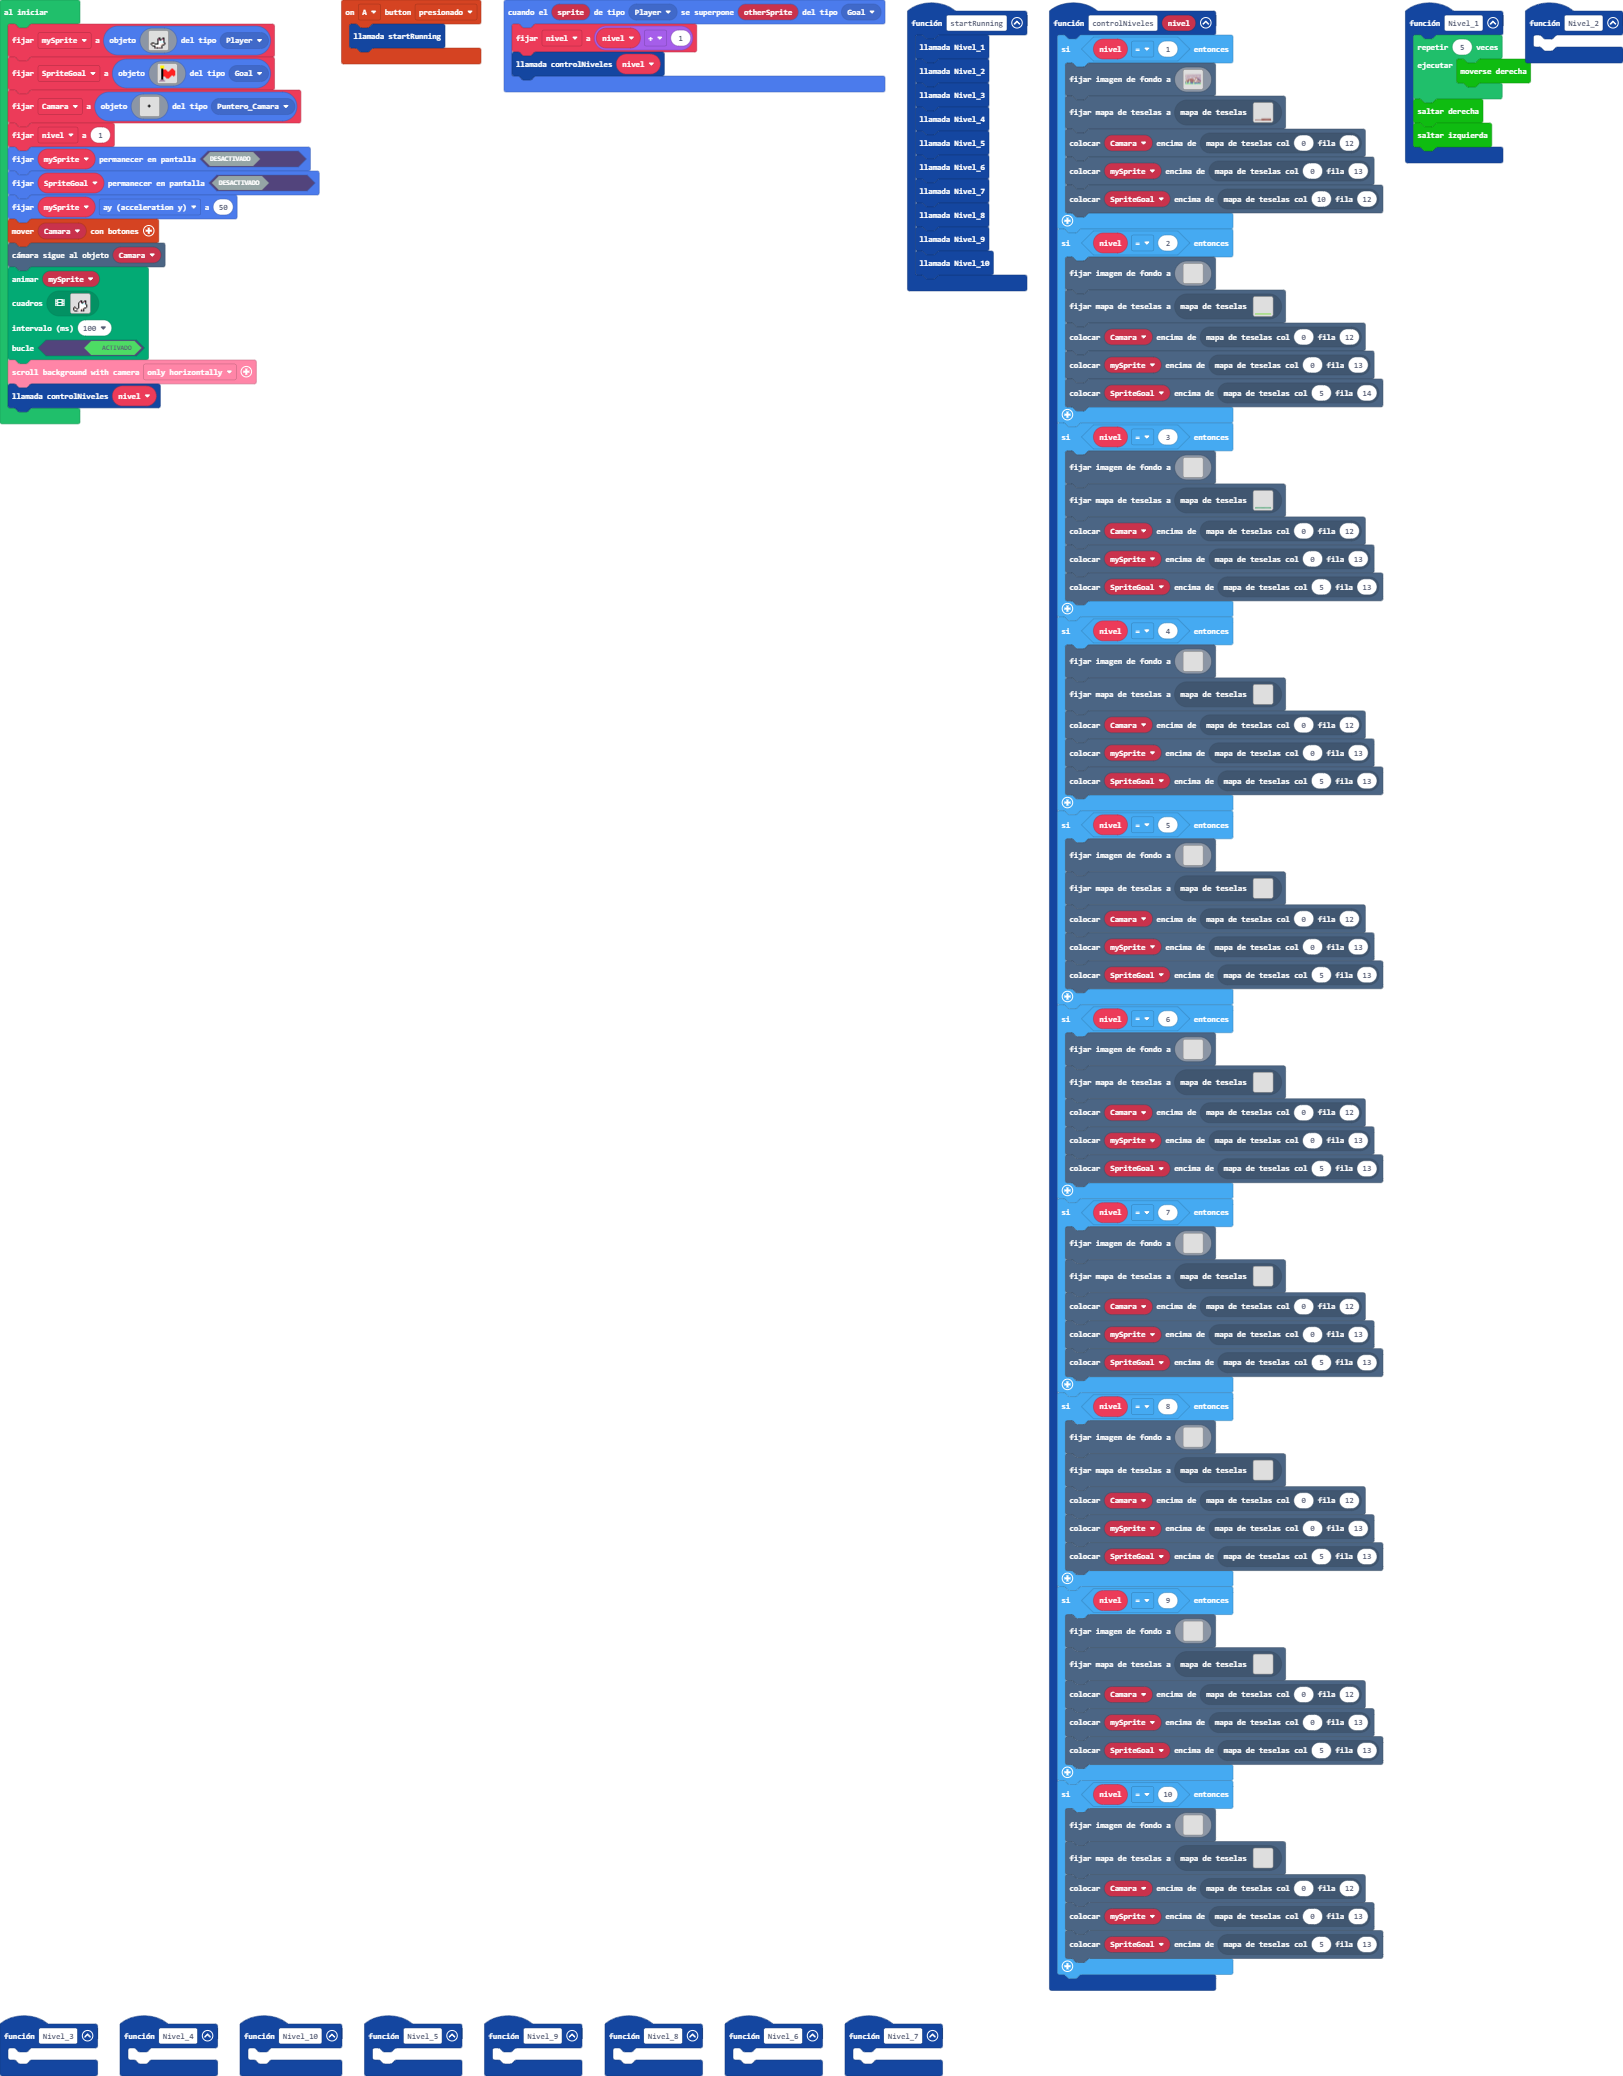 al iniciar
fijar mySprite a objeto del tipo Player
fijar SpriteGoal a objeto del tipo Goal
fijar Camara a objeto del tipo Puntero_Camara
fijar nivel a 1
fijar mySprite permanecer en pantalla DESACTIVADO
fijar SpriteGoal permanecer en pantalla DESACTIVADO
fijar mySprite ay (acceleration y) a 50
mover Camara con botones
cámara sigue al objeto Camara
animar mySprite
cuadros
intervalo (ms) 100
bucle ACTIVADO
scroll background with camera only horizontally
llamada controlNiveles nivel
on A button presionado
llamada startRunning
cuando el sprite de tipo Player se superpone otherSprite del tipo Goal
fijar nivel a nivel + 1
llamada controlNiveles nivel
función startRunning
llamada Nivel_1
llamada Nivel_2
llamada Nivel_3
llamada Nivel_4
llamada Nivel_5
llamada Nivel_6
llamada Nivel_7
llamada Nivel_8
llamada Nivel_9
llamada Nivel_10
función controlNiveles nivel
si nivel = 1 entonces
fijar imagen de fondo a
fijar mapa de teselas a mapa de teselas
colocar Camara encima de mapa de teselas col 0 fila 12
colocar mySprite encima de mapa de teselas col 0 fila 13
colocar SpriteGoal encima de mapa de teselas col 10 fila 12
si nivel = 2 entonces
fijar imagen de fondo a
fijar mapa de teselas a mapa de teselas
colocar Camara encima de mapa de teselas col 0 fila 12
colocar mySprite encima de mapa de teselas col 0 fila 13
colocar SpriteGoal encima de mapa de teselas col 5 fila 14
si nivel = 3 entonces
fijar imagen de fondo a
fijar mapa de teselas a mapa de teselas
colocar Camara encima de mapa de teselas col 0 fila 12
colocar mySprite encima de mapa de teselas col 0 fila 13
colocar SpriteGoal encima de mapa de teselas col 5 fila 13
si nivel = 4 entonces
fijar imagen de fondo a
fijar mapa de teselas a mapa de teselas
colocar Camara encima de mapa de teselas col 0 fila 12
colocar mySprite encima de mapa de teselas col 0 fila 13
colocar SpriteGoal encima de mapa de teselas col 5 fila 13
si nivel = 5 entonces
fijar imagen de fondo a
fijar mapa de teselas a mapa de teselas
colocar Camara encima de mapa de teselas col 0 fila 12
colocar mySprite encima de mapa de teselas col 0 fila 13
colocar SpriteGoal encima de mapa de teselas col 5 fila 13
si nivel = 6 entonces
fijar imagen de fondo a
fijar mapa de teselas a mapa de teselas
colocar Camara encima de mapa de teselas col 0 fila 12
colocar mySprite encima de mapa de teselas col 0 fila 13
colocar SpriteGoal encima de mapa de teselas col 5 fila 13
si nivel = 7 entonces
fijar imagen de fondo a
fijar mapa de teselas a mapa de teselas
colocar Camara encima de mapa de teselas col 0 fila 12
colocar mySprite encima de mapa de teselas col 0 fila 13
colocar SpriteGoal encima de mapa de teselas col 5 fila 13
si nivel = 8 entonces
fijar imagen de fondo a
fijar mapa de teselas a mapa de teselas
colocar Camara encima de mapa de teselas col 0 fila 12
colocar mySprite encima de mapa de teselas col 0 fila 13
colocar SpriteGoal encima de mapa de teselas col 5 fila 13
si nivel = 9 entonces
fijar imagen de fondo a
fijar mapa de teselas a mapa de teselas
colocar Camara encima de mapa de teselas col 0 fila 12
colocar mySprite encima de mapa de teselas col 0 fila 13
colocar SpriteGoal encima de mapa de teselas col 5 fila 13
si nivel = 10 entonces
fijar imagen de fondo a
fijar mapa de teselas a mapa de teselas
colocar Camara encima de mapa de teselas col 0 fila 12
colocar mySprite encima de mapa de teselas col 0 fila 13
colocar SpriteGoal encima de mapa de teselas col 5 fila 13
función Nivel_1
repetir 5 veces
ejecutar moverse derecha
saltar derecha
saltar izquierda
función Nivel_2
función Nivel_3
función Nivel_4
función Nivel_10
función Nivel_5
función Nivel_9
función Nivel_8
función Nivel_6
función Nivel_7